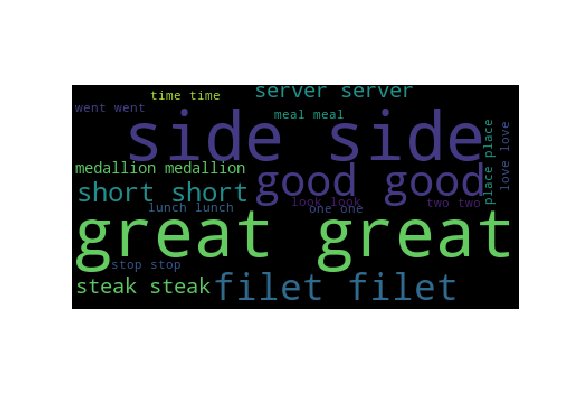 time time
server server
went went
side side
meal meal
medallion medallion
good good
short short
place place
love love
look look
two two
lunch lunch
one one
great great
stop stop
steak steak
filet filet